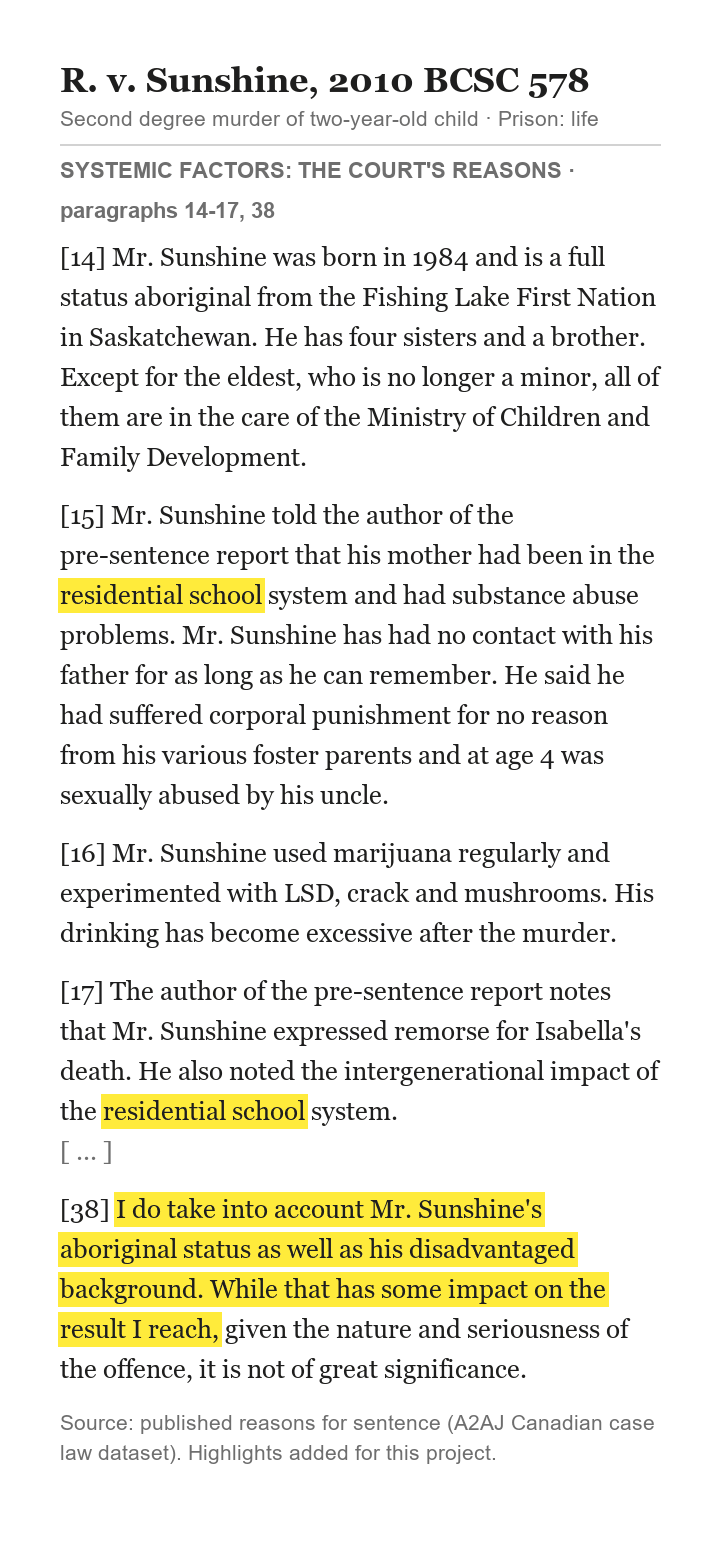 R. v. Sunshine, 2010 BCSC 578
Second degree murder of two-year-old child · Prison: life
SYSTEMIC FACTORS: THE COURT'S REASONS ·
paragraphs 14-17, 38
[14] Mr. Sunshine was born in 1984 and is a full
status aboriginal from the Fishing Lake First Nation
in Saskatchewan. He has four sisters and a brother.
Except for the eldest, who is no longer a minor, all of
them are in the care of the Ministry of Children and
Family Development.
[15] Mr. Sunshine told the author of the
pre-sentence report that his mother had been in the
residential school system and had substance abuse
problems. Mr. Sunshine has had no contact with his
father for as long as he can remember. He said he
had suffered corporal punishment for no reason
from his various foster parents and at age 4 was
sexually abused by his uncle.
[16] Mr. Sunshine used marijuana regularly and
experimented with LSD, crack and mushrooms. His
drinking has become excessive after the murder.
[17] The author of the pre-sentence report notes
that Mr. Sunshine expressed remorse for Isabella's
death. He also noted the intergenerational impact of
the residential school system.
[ ... ]
[38] I do take into account Mr. Sunshine's
aboriginal status as well as his disadvantaged
background. While that has some impact on the
result I reach, given the nature and seriousness of
the offence, it is not of great significance.
Source: published reasons for sentence (A2AJ Canadian case
law dataset). Highlights added for this project.